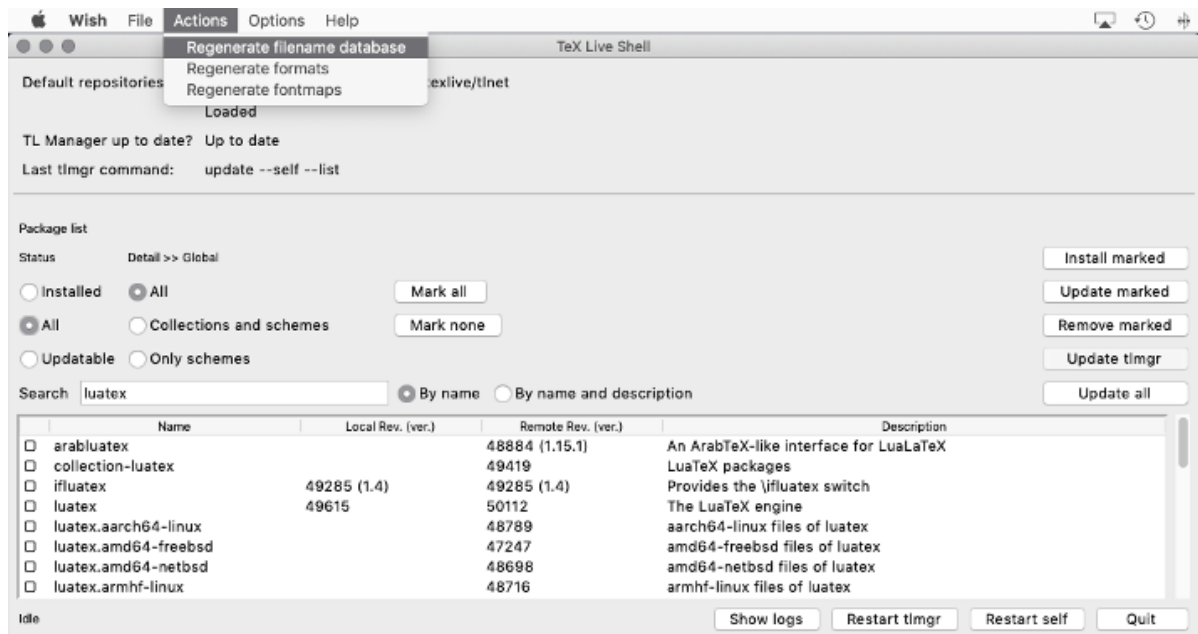 Wish File Actions Options Help
TeX Live Shell
Regenerate filename database
Regenerate formats
Regenerate fontmaps
Default repositories exlive/tlnet
Loaded
TL Manager up to date? Up to date
Last tlmgr command: update --self --list
Package list
Status Detail >> Global
Install marked
Installed All Mark all Update marked
All Collections and schemes Mark none Remove marked
Updatable Only schemes Update tlmgr
Search luatex By name By name and description Update all
Name Local Rev. (ver.) Remote Rev. (ver.) Description
arabluatex 48884 (1.15.1) An ArabTeX-like interface for LuaLaTeX
collection-luatex 49419 LuaTeX packages
ifluatex 49285 (1.4) 49285 (1.4) Provides the \ifluatex switch
luatex 49615 50112 The LuaTeX engine
luatex.aarch64-linux 48789 aarch64-linux files of luatex
luatex.amd64-freebsd 47247 amd64-freebsd files of luatex
luatex.amd64-netbsd 48698 amd64-netbsd files of luatex
luatex.armhf-linux 48716 armhf-linux files of luatex
Idle Show logs Restart tlmgr Restart self Quit